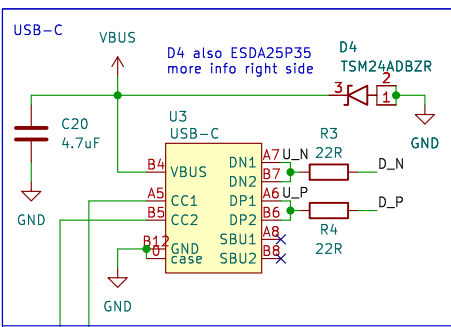 USB-C
VBUS
D4 also ESDA25P35
more info right side
D4
TSM24ADBZR
3
2
1
GND
C20
4.7uF
GND
U3
USB-C
B4
VBUS
A5
CC1
B5
CC2
B12
GND
0
case
DN1
A7
U_N
DN2
B7
DP1
A6
U_P
DP2
B6
SBU1
A8
SBU2
B8
R3
22R
D_N
D_P
R4
22R
GND